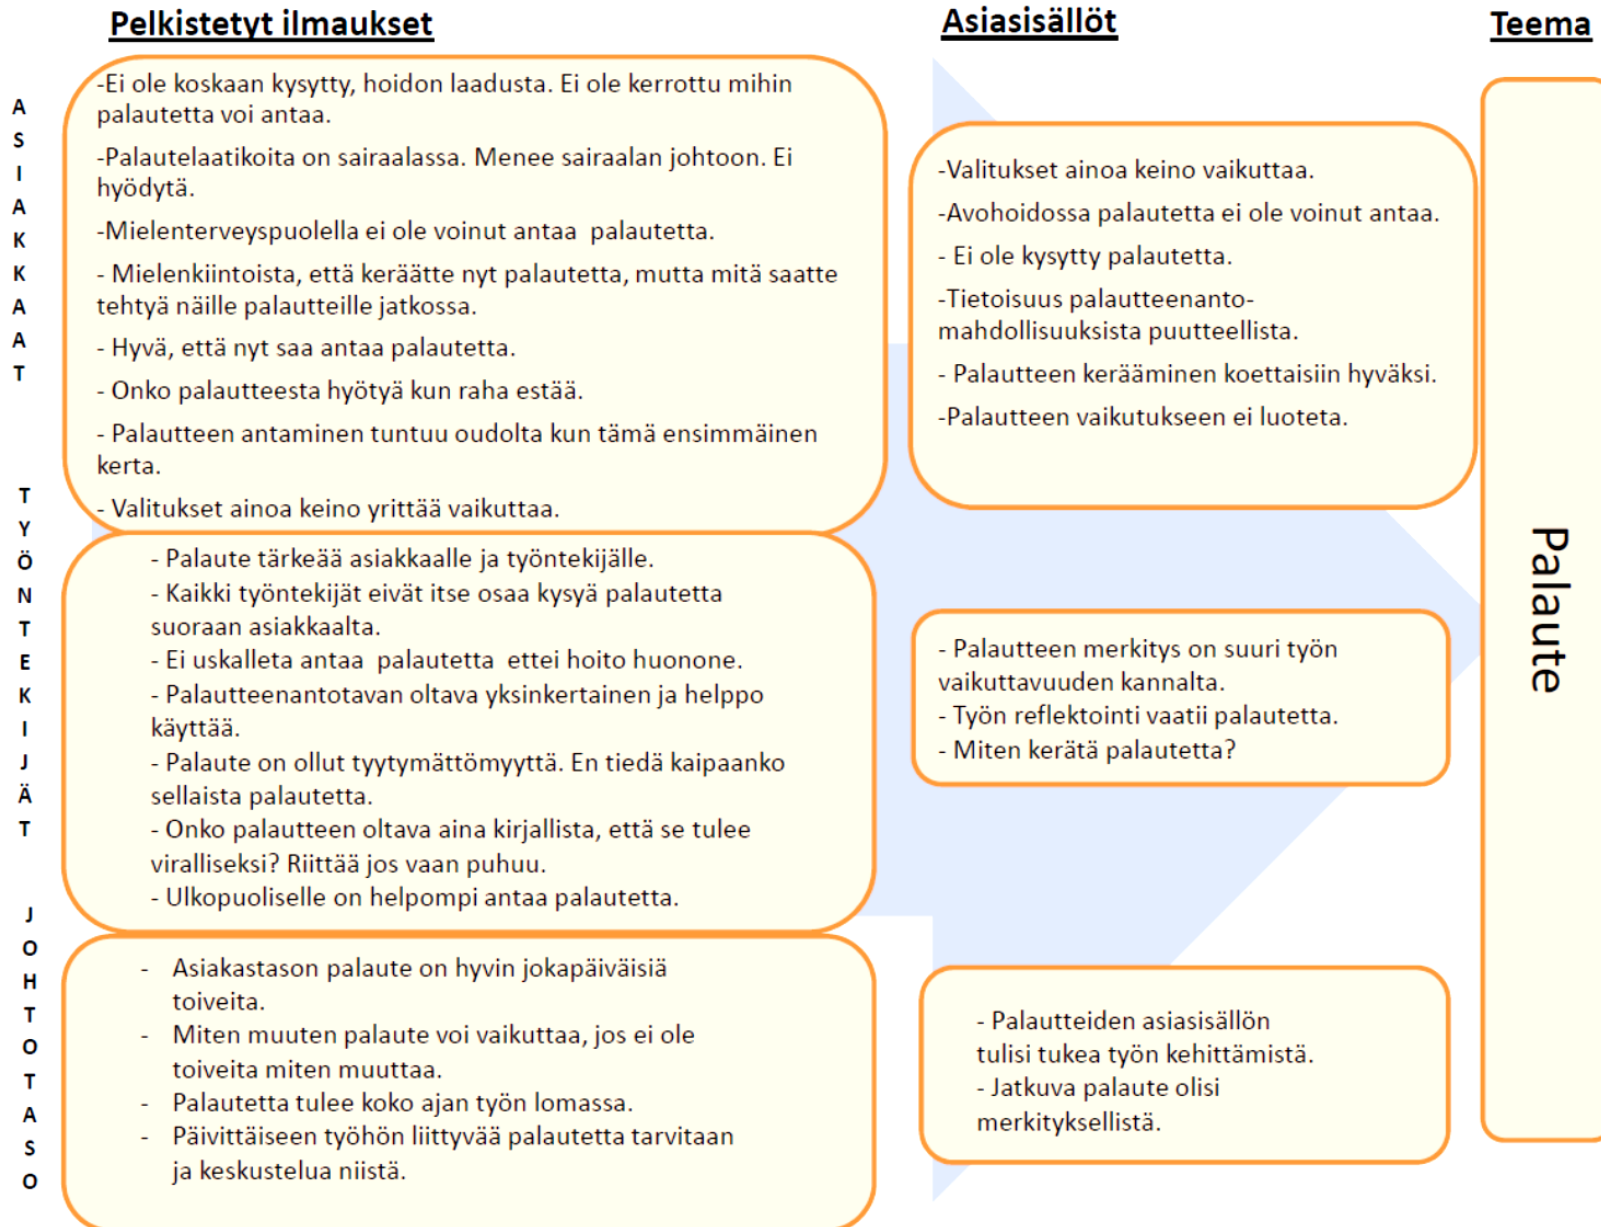 Pelkistetyt ilmaukset
Asiasisällöt
Teema
ASIAKKAAT
-Ei ole koskaan kysytty, hoidon laadusta. Ei ole kerrottu mihin
palautetta voi antaa.
-Palautelaatikoita on sairaalassa. Menee sairaalan johtoon. Ei
hyödytä.
-Mielenterveyspuolella ei ole voinut antaa palautetta.
- Mielenkiintoista, että keräätte nyt palautetta, mutta mitä saatte
tehtyä näille palautteille jatkossa.
- Hyvä, että nyt saa antaa palautetta.
- Onko palautteesta hyötyä kun raha estää.
- Palautteen antaminen tuntuu oudolta kun tämä ensimmäinen
kerta.
- Valitukset ainoa keino yrittää vaikuttaa.
-Valitukset ainoa keino vaikuttaa.
-Avohoidossa palautetta ei ole voinut antaa.
- Ei ole kysytty palautetta.
-Tietoisuus palautteenanto-
mahdollisuuksista puutteellista.
- Palautteen kerääminen koettaisiin hyväksi.
-Palautteen vaikutukseen ei luoteta.
TYÖNTEKIJÄT
- Palaute tärkeää asiakkaalle ja työntekijälle.
- Kaikki työntekijät eivät itse osaa kysyä palautetta
suoraan asiakkaalta.
- Ei uskalleta antaa palautetta ettei hoito huonone.
- Palautteenantotavan oltava yksinkertainen ja helppo
käyttää.
- Palaute on ollut tyytymättömyyttä. En tiedä kaipaanko
sellaista palautetta.
- Onko palautteen oltava aina kirjallista, että se tulee
viralliseksi? Riittää jos vaan puhuu.
- Ulkopuoliselle on helpompi antaa palautetta.
- Palautteen merkitys on suuri työn
vaikuttavuuden kannalta.
- Työn reflektointi vaatii palautetta.
- Miten kerätä palautetta?
JOHTOTASO
- Asiakastason palaute on hyvin jokapäiväisiä
toiveita.
- Miten muuten palaute voi vaikuttaa, jos ei ole
toiveita miten muuttaa.
- Palautetta tulee koko ajan työn lomassa.
- Päivittäiseen työhön liittyvää palautetta tarvitaan
ja keskustelua niistä.
- Palautteiden asiasisällön
tulisi tukea työn kehittämistä.
- Jatkuva palaute olisi
merkityksellistä.
Palaute